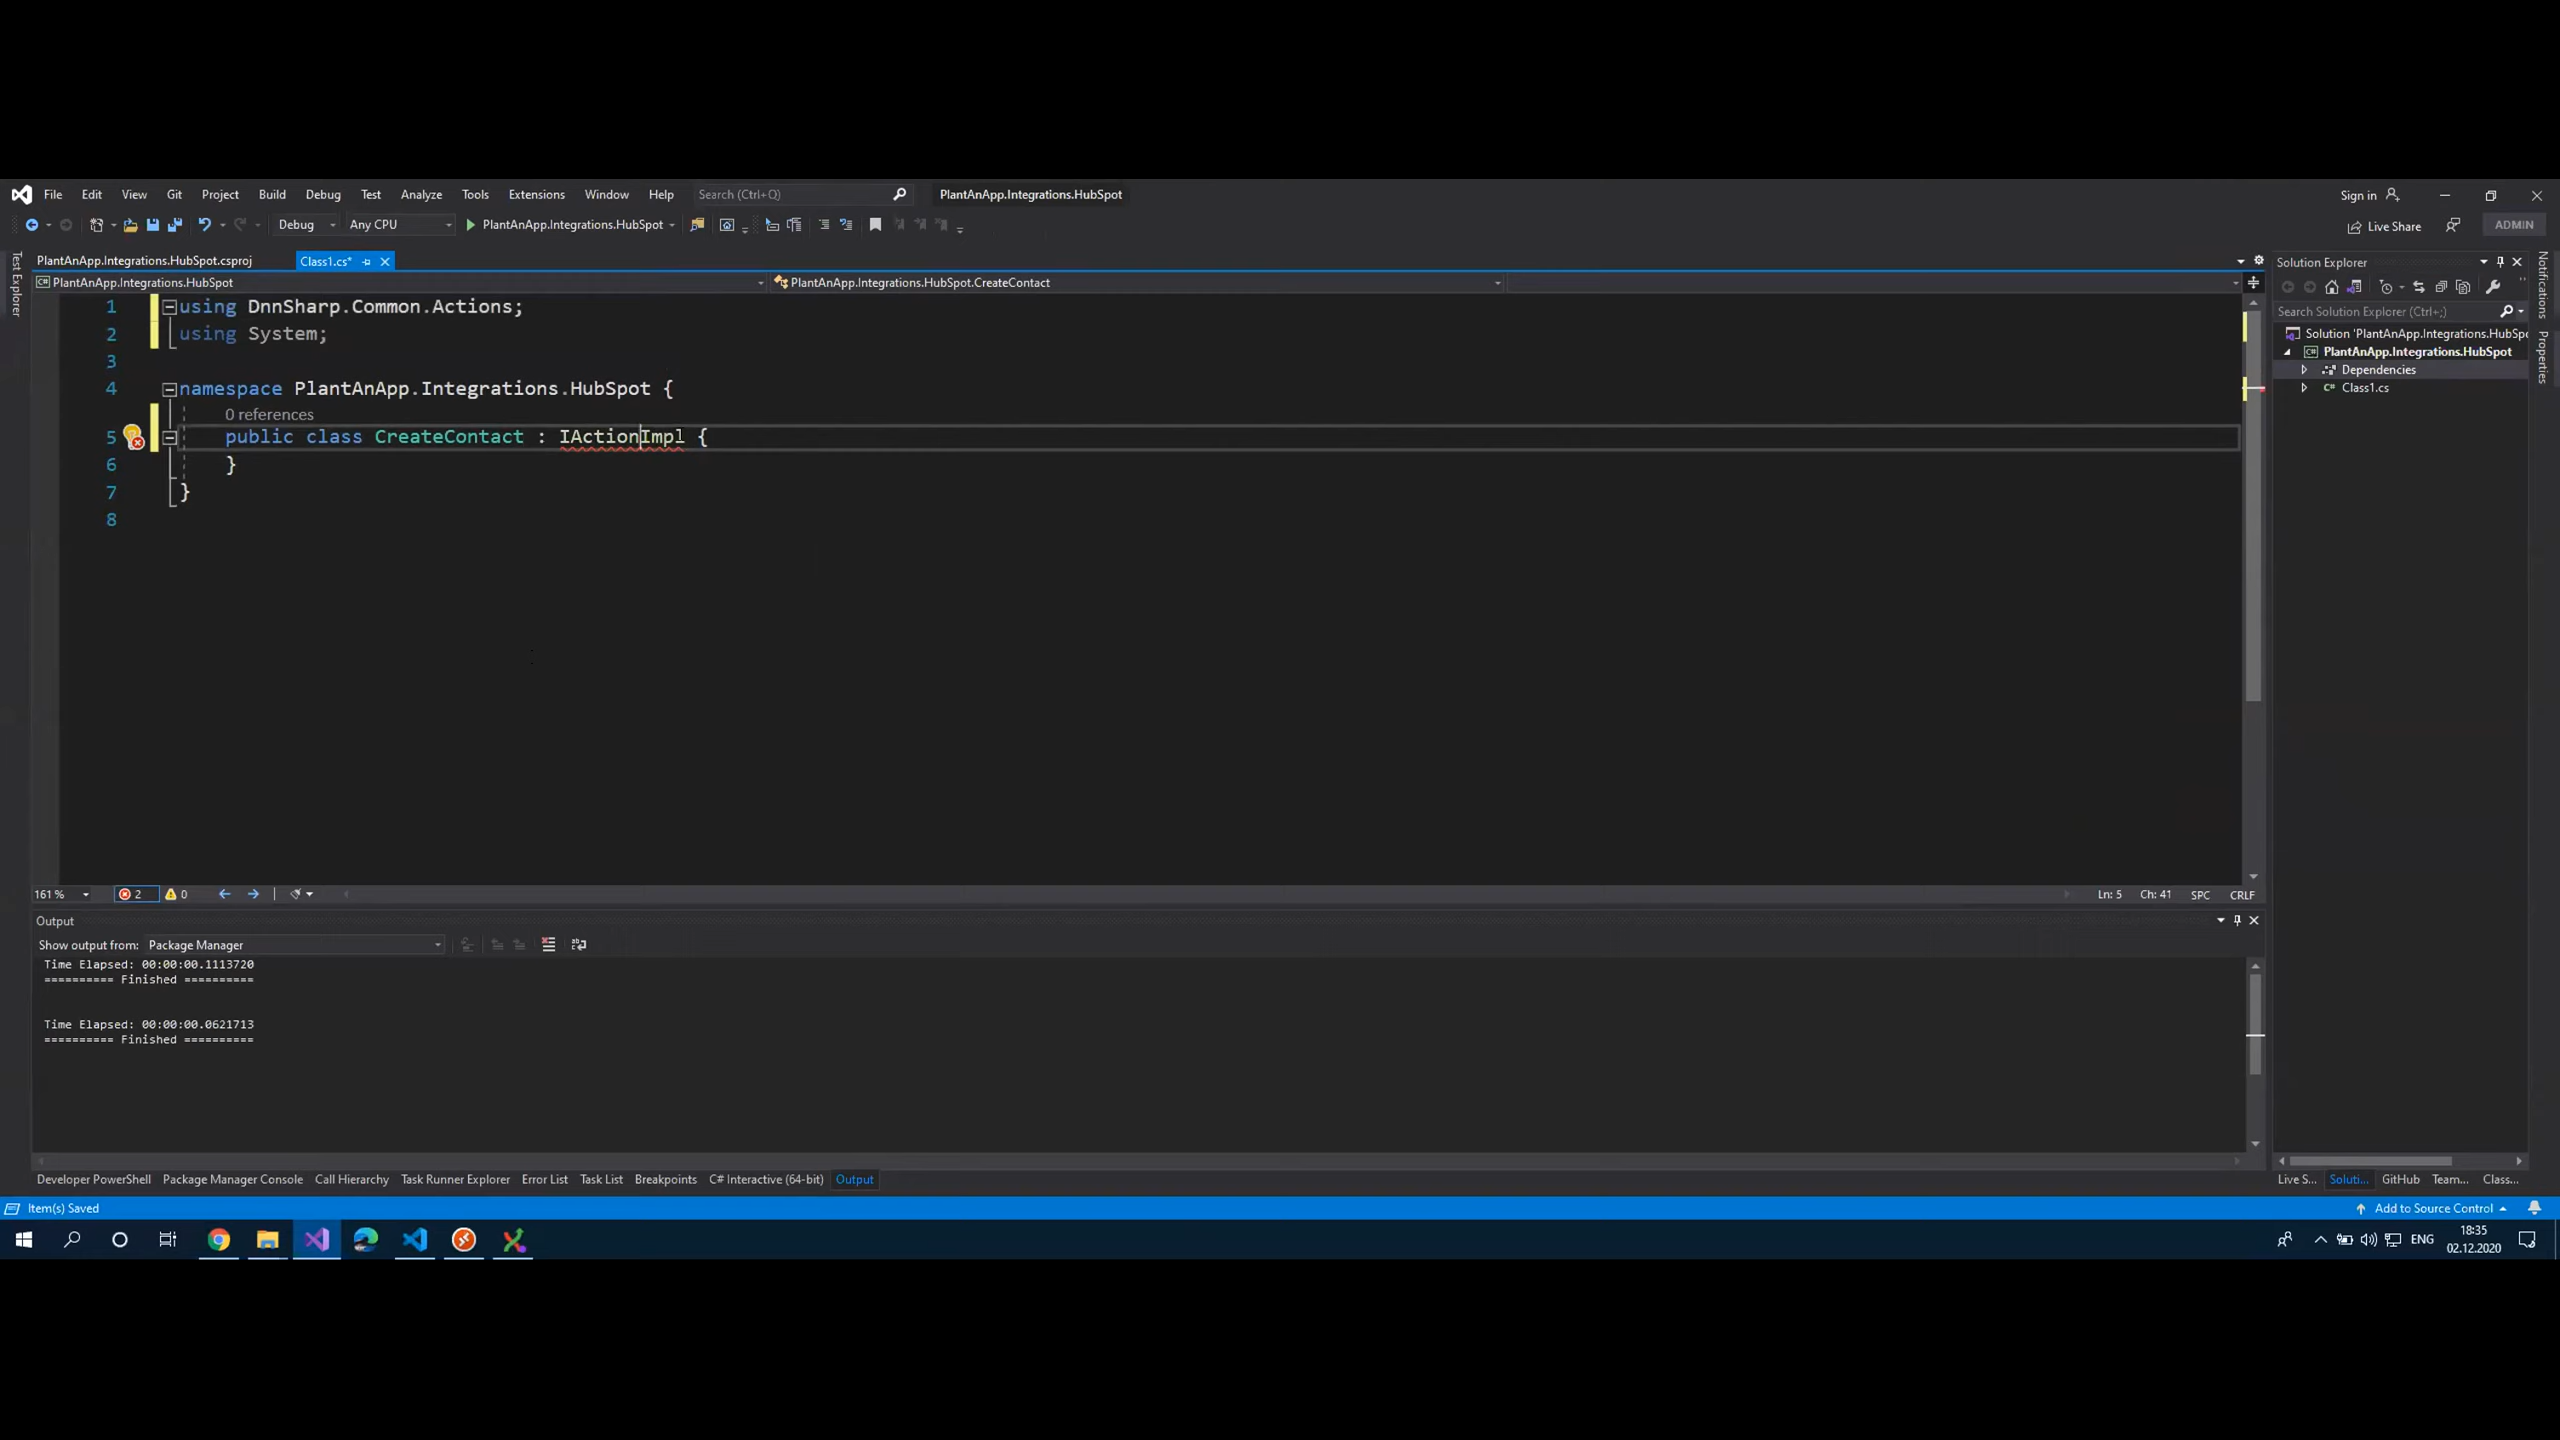 File Edit View Git Project Build Debug Test Analyze Tools Extensions Window Help Search (Ctrl+Q) PlantAnApp.Integrations.HubSpot Sign in
Debug Any CPU PlantAnApp.Integrations.HubSpot Live Share ADMIN
PlantAnApp.Integrations.HubSpot.csproj Class1.cs*
PlantAnApp.Integrations.HubSpot PlantAnApp.Integrations.HubSpot.CreateContact
1 using DnnSharp.Common.Actions;
2 using System;
3
4 namespace PlantAnApp.Integrations.HubSpot {
0 references
5 public class CreateContact : IActionImpl {
6 }
7 }
8
161 % 2 0 Ln: 5 Ch: 41 SPC CRLF
Output
Show output from: Package Manager
Time Elapsed: 00:00:00.1113720
========== Finished ==========
Time Elapsed: 00:00:00.0621713
========== Finished ==========
Developer PowerShell Package Manager Console Call Hierarchy Task Runner Explorer Error List Task List Breakpoints C# Interactive (64-bit) Output
Test Explorer
Solution Explorer
Search Solution Explorer (Ctrl+;)
Solution 'PlantAnApp.Integrations.HubSpo
C# PlantAnApp.Integrations.HubSpot
Dependencies
C# Class1.cs
Live S... Soluti... GitHub Team... Class...
Notifications
Properties
Item(s) Saved Add to Source Control
ENG 18:35
02.12.2020